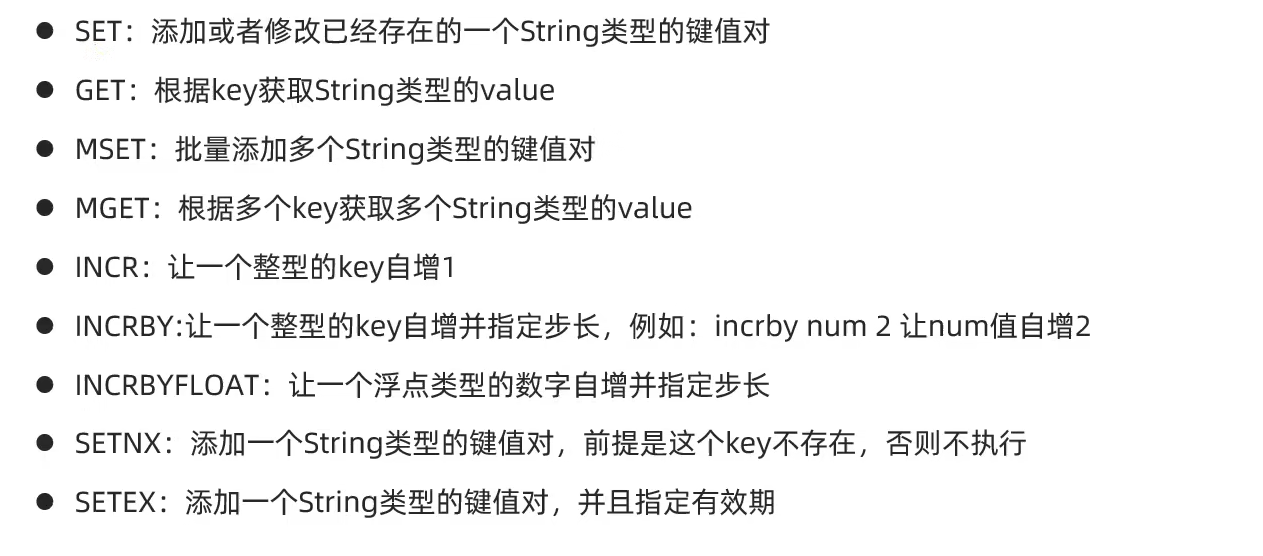 ● SET：添加或者修改已经存在的一个String类型的键值对
● GET：根据key获取String类型的value
● MSET：批量添加多个String类型的键值对
● MGET：根据多个key获取多个String类型的value
● INCR：让一个整型的key自增1
● INCRBY:让一个整型的key自增并指定步长，例如：incrby num 2 让num值自增2
● INCRBYFLOAT：让一个浮点类型的数字自增并指定步长
● SETNX：添加一个String类型的键值对，前提是这个key不存在，否则不执行
● SETEX：添加一个String类型的键值对，并且指定有效期